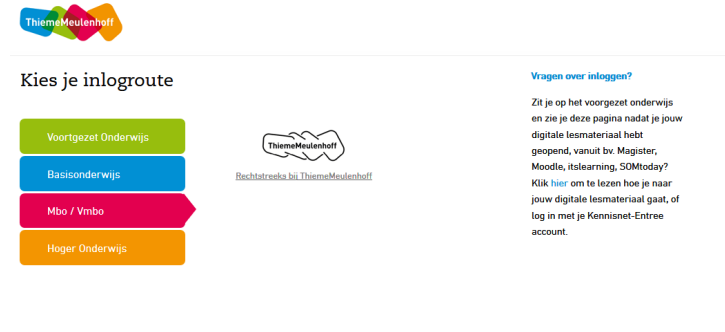 ThiemeMeulenhoff
Kies je inlogroute
Voortgezet Onderwijs
Basisonderwijs
Mbo / Vmbo
Hoger Onderwijs
ThiemeMeulenhoff
Rechtstreeks bij ThiemeMeulenhoff
Vragen over inloggen?
Zit je op het voorgezet onderwijs
en zie je deze pagina nadat je jouw
digitale lesmateriaal hebt
geopend, vanuit bv. Magister,
Moodle, itslearning, SOMtoday?
Klik hier om te lezen hoe je naar
jouw digitale lesmateriaal gaat, of
log in met je Kennisnet-Entree
account.